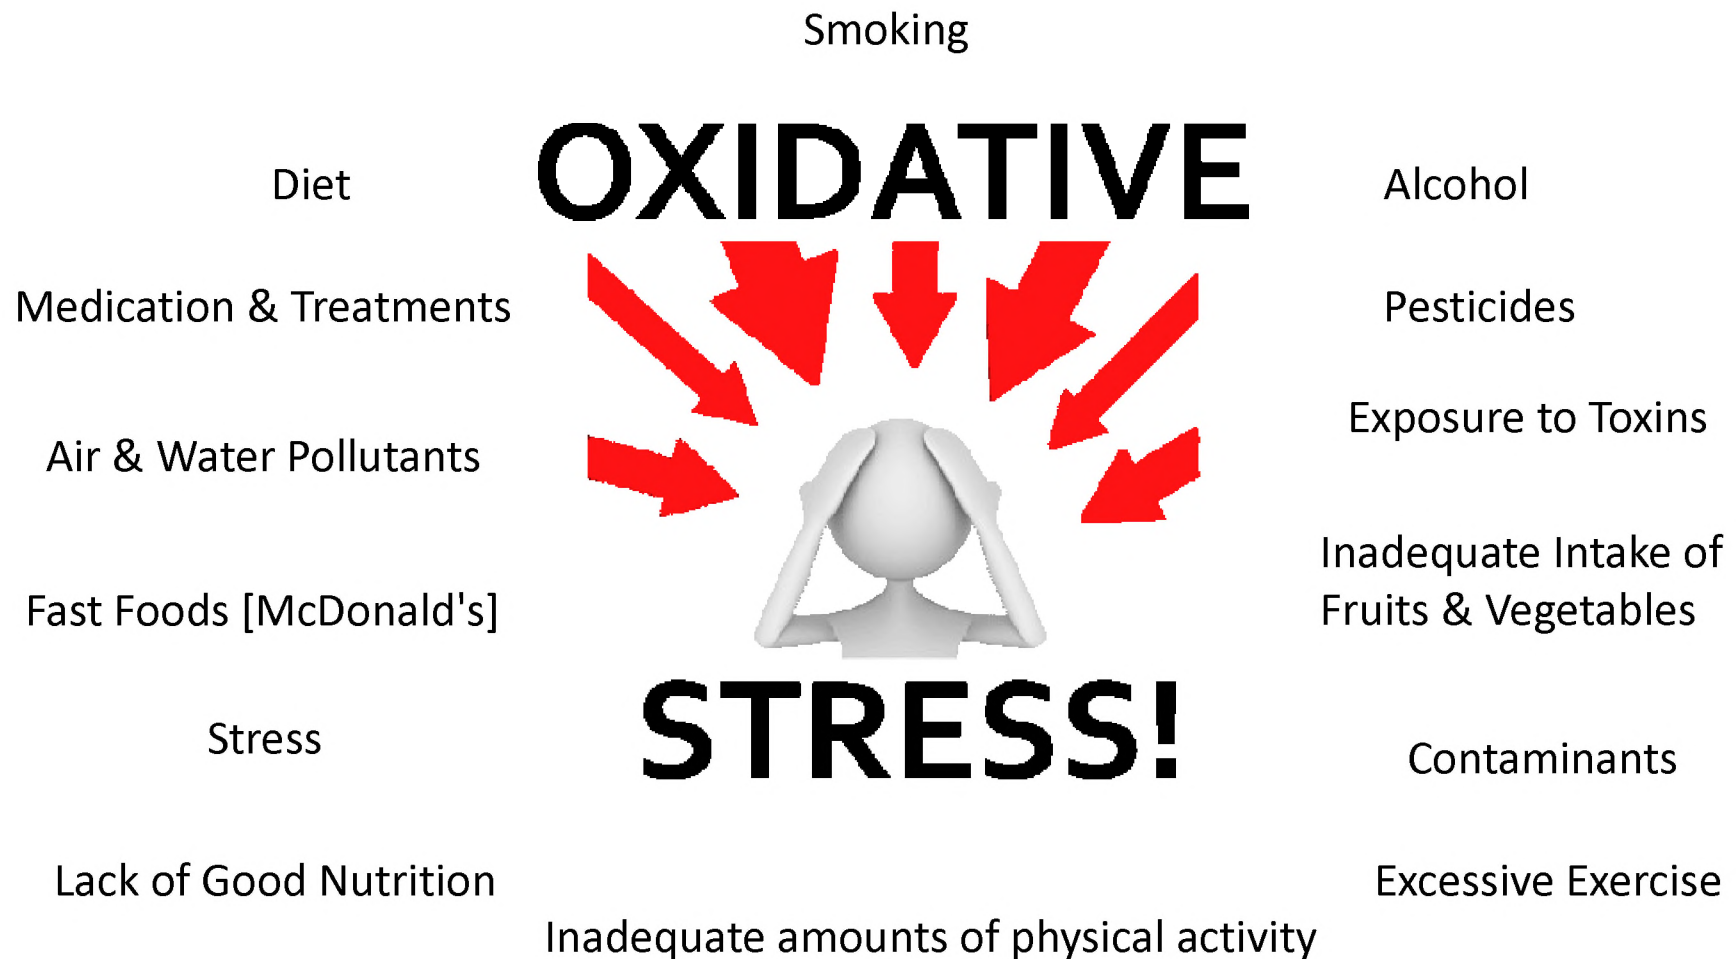 Smoking
OXIDATIVE
Diet
Alcohol
Medication & Treatments
Pesticides
Exposure to Toxins
Air & Water Pollutants
Inadequate Intake of
Fruits & Vegetables
Fast Foods [McDonald's]
STRESS!
Stress
Contaminants
Lack of Good Nutrition
Excessive Exercise
Inadequate amounts of physical activity